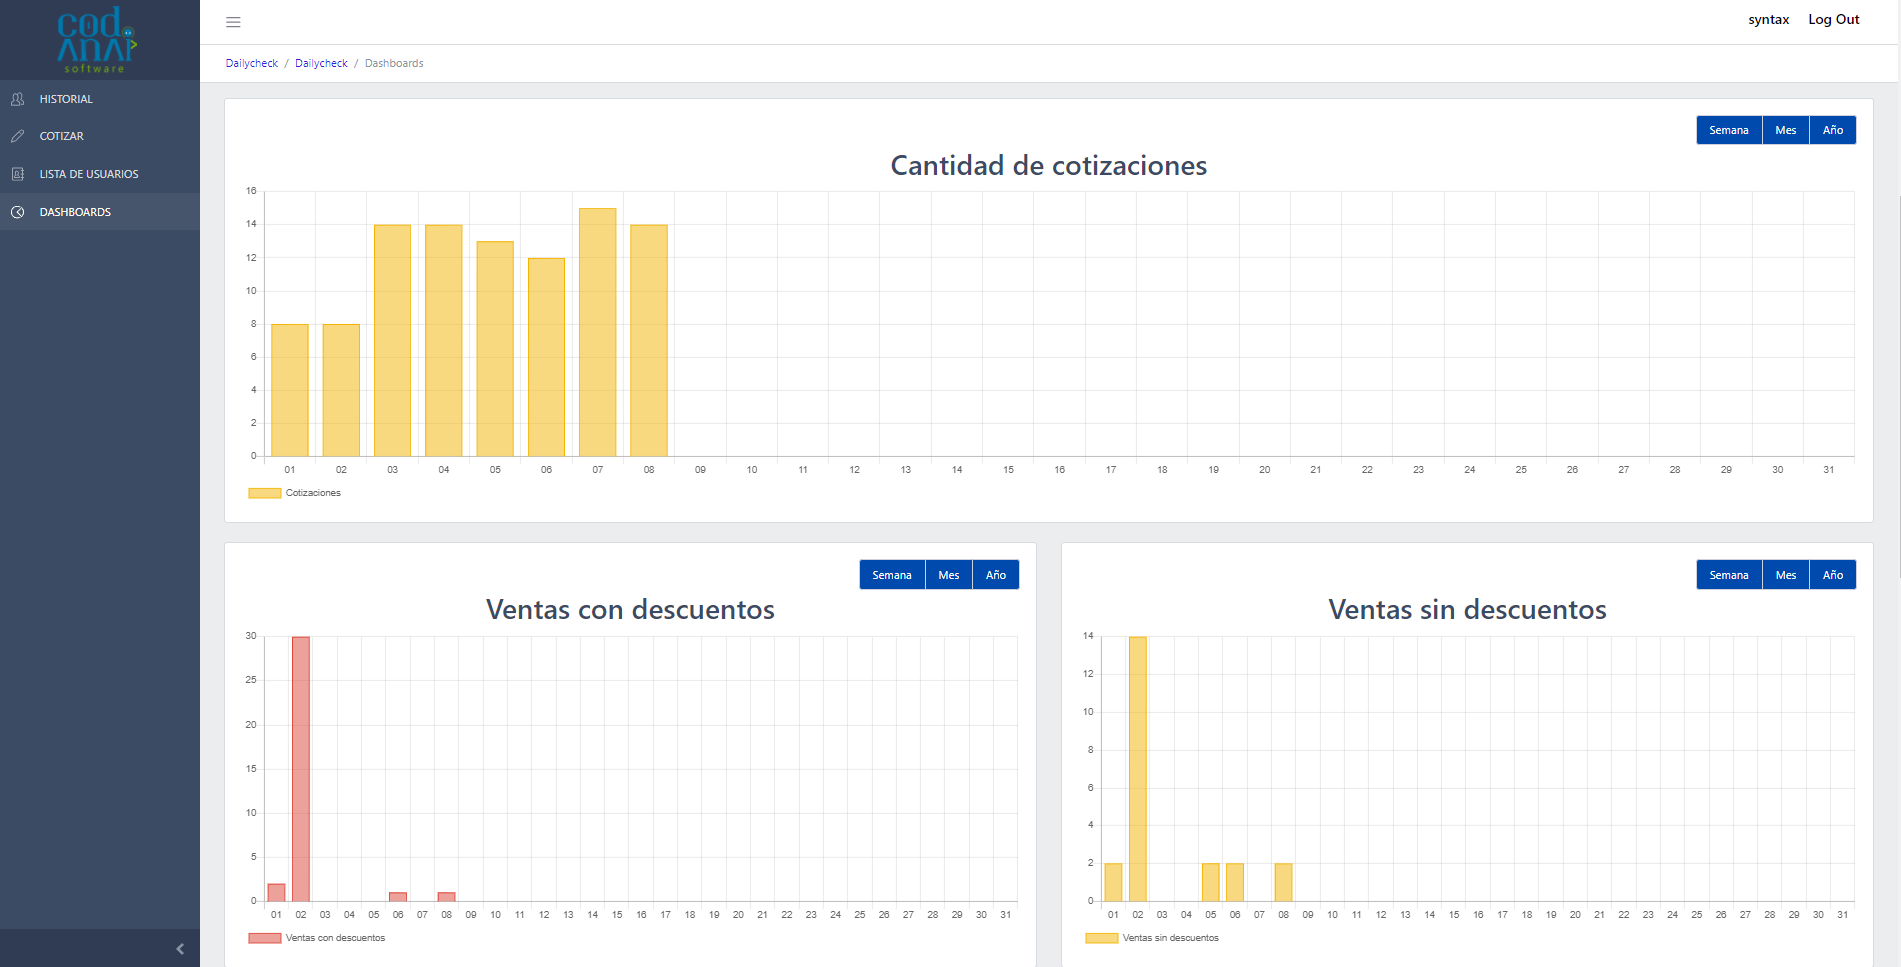 cod
ANAP
software
syntax Log Out
Dailycheck / Dailycheck / Dashboards
HISTORIAL
COTIZAR
LISTA DE USUARIOS
DASHBOARDS
Semana Mes Año
Cantidad de cotizaciones
16
14
12
10
8
6
4
2
0
01 02 03 04 05 06 07 08 09 10 11 12 13 14 15 16 17 18 19 20 21 22 23 24 25 26 27 28 29 30 31
Cotizaciones
Semana Mes Año
Ventas con descuentos
30
25
20
15
10
5
0
01 02 03 04 05 06 07 08 09 10 11 12 13 14 15 16 17 18 19 20 21 22 23 24 25 26 27 28 29 30 31
Ventas con descuentos
Semana Mes Año
Ventas sin descuentos
14
12
10
8
6
4
2
0
01 02 03 04 05 06 07 08 09 10 11 12 13 14 15 16 17 18 19 20 21 22 23 24 25 26 27 28 29 30 31
Ventas sin descuentos